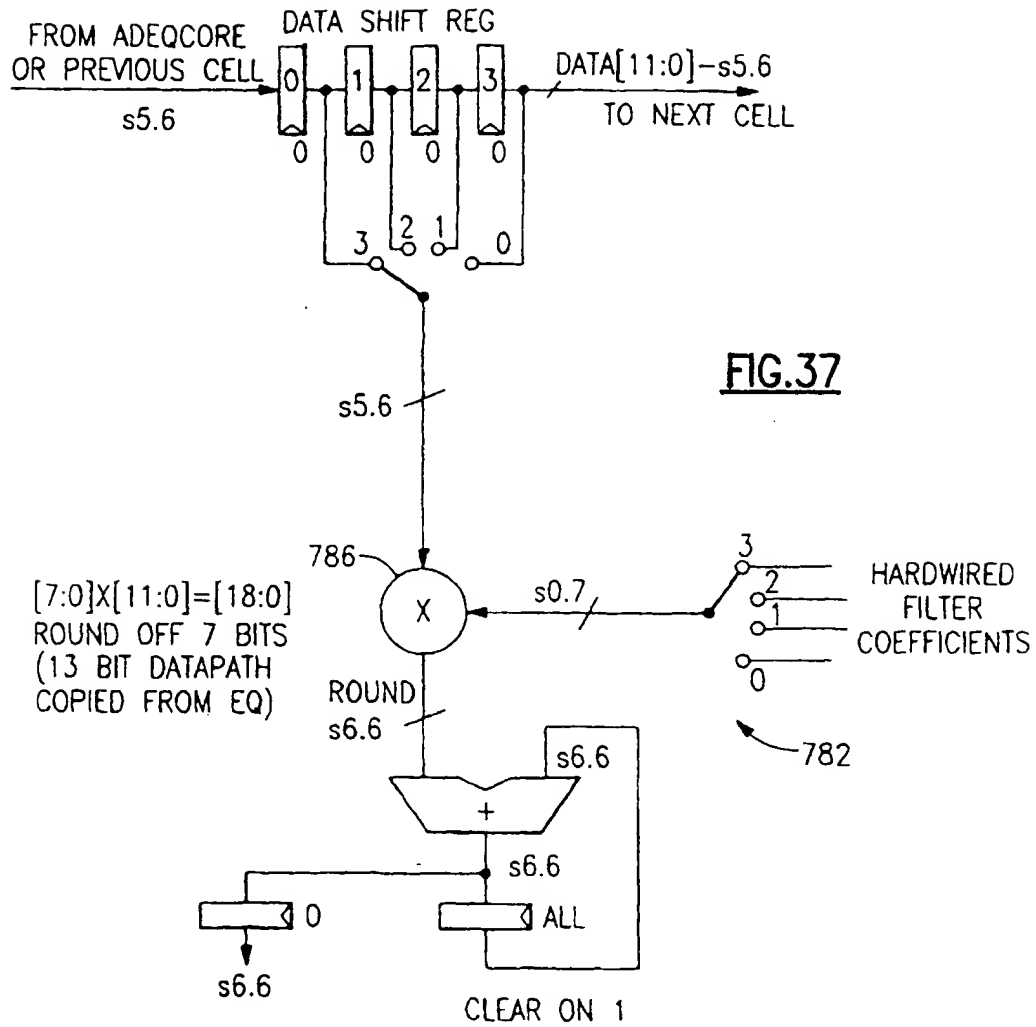 DATA SHIFT REG
FROM ADEQCORE
OR PREVIOUS CELL
s5.6
0
1
2
3
DATA[11:0]-s5.6
TO NEXT CELL
0
0
0
0
3
2
1
0
FIG.37
s5.6
786
X
s0.7
3
2
1
0
HARDWIRED
FILTER
COEFFICIENTS
782
[7:0]X[11:0]=[18:0]
ROUND OFF 7 BITS
(13 BIT DATAPATH
COPIED FROM EQ)
ROUND
s6.6
s6.6
+
s6.6
0
ALL
s6.6
CLEAR ON 1